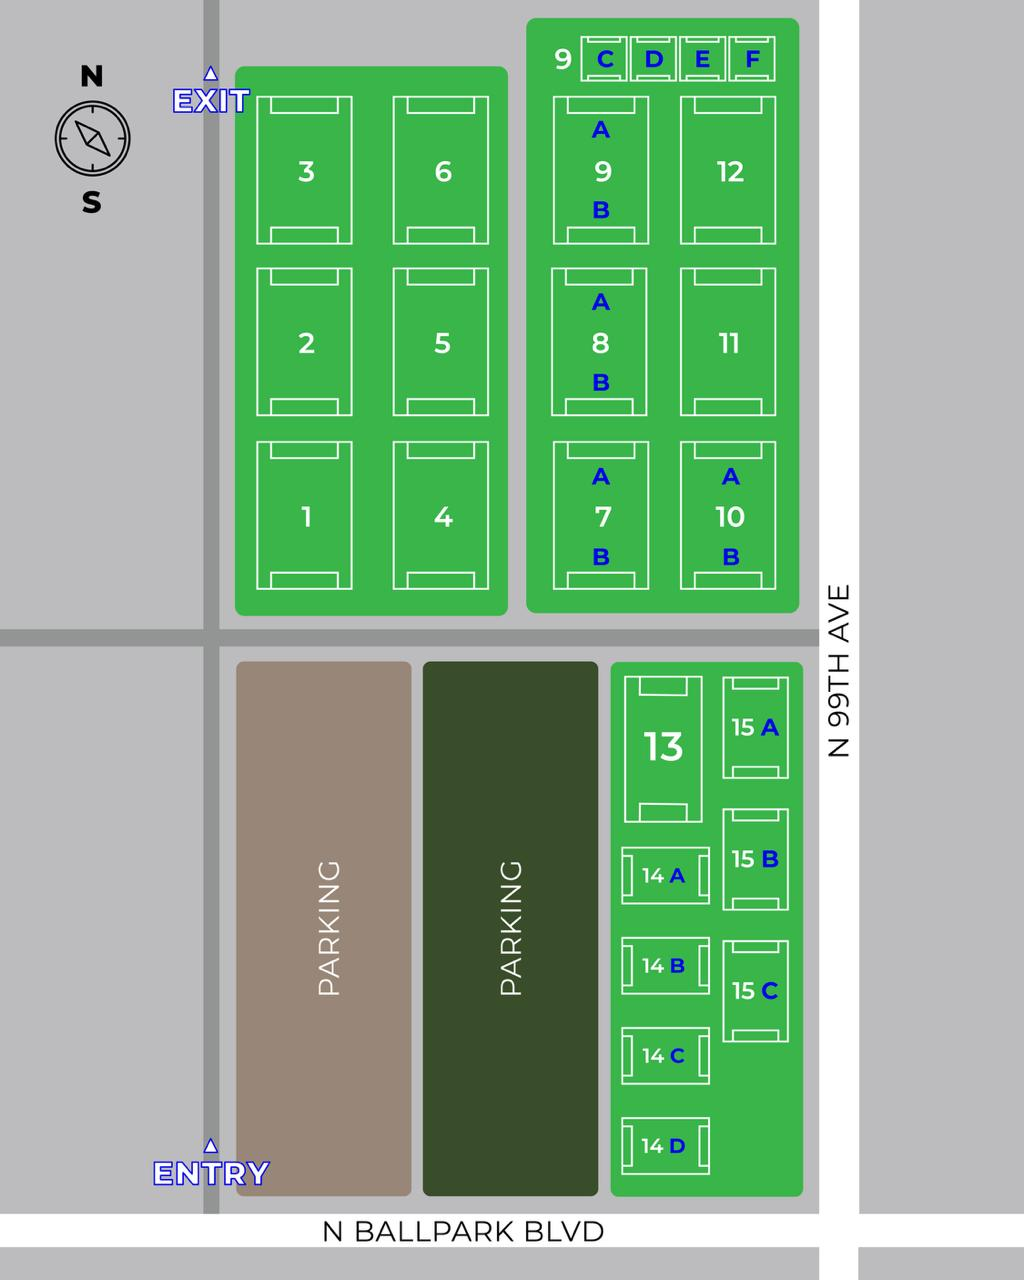 N
S
EXIT
9 C D E F
3
6
A
9
B
12
2
5
A
8
B
11
1
4
A
7
B
A
10
B
N 99TH AVE
PARKING
PARKING
13
15 A
14 A
15 B
14 B
15 C
14 C
14 D
ENTRY
N BALLPARK BLVD